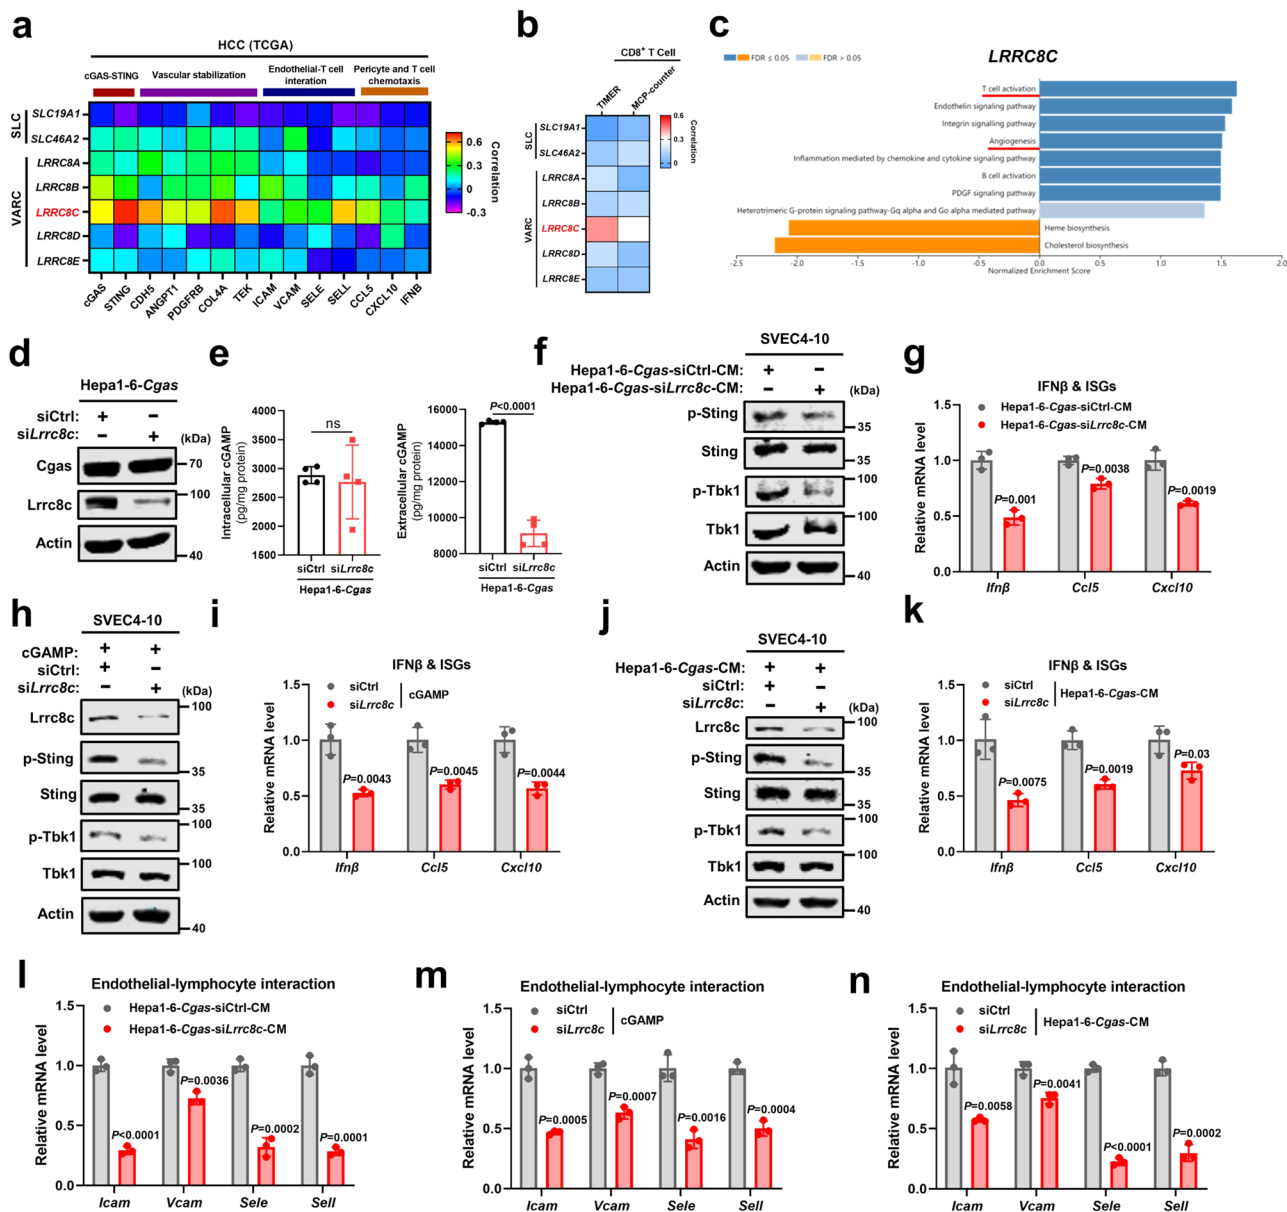 a
HCC (TCGA)
cGAS-STING
Vascular stabilization
Endothelial-T cell
interation
Pericyte and T cell
chemotaxis
SLC
VARC
SLC19A1
SLC46A2
LRRC8A
LRRC8B
LRRC8C
LRRC8D
LRRC8E
cGAS
STING
CDH5
ANGPT1
PDGFRB
COL4A
TEK
ICAM
VCAM
SELE
SELL
CCL5
CXCL10
IFNB
0.6
0.4
0.2
0.0
-0.3
Correlation
b
CD8+ T Cell
TIMER
MCP-counter
SLC
VARC
SLC19A1
SLC46A2
LRRC8A
LRRC8B
LRRC8C
LRRC8D
LRRC8E
0.6
0.4
0.2
0
Correlation
c
LRRC8C
FDR ≤ 0.05
FDR > 0.05
T cell activation
Endothelin signaling pathway
Integrin signalling pathway
Angiogenesis
Inflammation mediated by chemokine and cytokine signaling pathway
B cell activation
PDGF signaling pathway
Heterotrimeric G-protein signaling pathway-Gq alpha and Go alpha mediated pathway
Heme biosynthesis
Cholesterol biosynthesis
-2.5 -2.0 -1.5 -1.0 -0.5 0.0 0.5 1.0 1.5 2.0
Normalized Enrichment Score
d
Hepa1-6-Cgas
siCtrl: + −
siLrrc8c: − + (kDa)
Cgas 70
Lrrc8c 100
Actin 40
e
Intracellular cGAMP
(pg/mg protein)
4000
3500
3000
2500
2000
1500
ns
siCtrl siLrrc8c
Hepa1-6-Cgas
Extracellular cGAMP
(pg/mg protein)
16000
14000
12000
10000
8000
P<0.0001
siCtrl siLrrc8c
Hepa1-6-Cgas
f
SVEC4-10
Hepa1-6-Cgas-siCtrl-CM: + −
Hepa1-6-Cgas-siLrrc8c-CM: − + (kDa)
p-Sting 35
Sting 35
p-Tbk1 100
Tbk1 100
Actin 40
g
IFNβ & ISGs
Hepa1-6-Cgas-siCtrl-CM
Hepa1-6-Cgas-siLrrc8c-CM
Relative mRNA level
1.5
1.0
0.5
0.0
P=0.001
P=0.0038
P=0.0019
Ifnβ Ccl5 Cxcl10
h
SVEC4-10
cGAMP: + +
siCtrl: + −
siLrrc8c: − + (kDa)
Lrrc8c 100
p-Sting 35
Sting 35
p-Tbk1 100
Tbk1 100
Actin 40
i
IFNβ & ISGs
siCtrl
siLrrc8c
cGAMP
Relative mRNA level
1.5
1.0
0.5
0.0
P=0.0043
P=0.0045
P=0.0044
Ifnβ Ccl5 Cxcl10
j
SVEC4-10
Hepa1-6-Cgas-CM: + +
siCtrl: + −
siLrrc8c: − + (kDa)
Lrrc8c 100
p-Sting 35
Sting 35
p-Tbk1 100
Tbk1 100
Actin 40
k
IFNβ & ISGs
siCtrl
siLrrc8c
Hepa1-6-Cgas-CM
Relative mRNA level
1.5
1.0
0.5
0.0
P=0.0075
P=0.0019
P=0.03
Ifnβ Ccl5 Cxcl10
l
Endothelial-lymphocyte interaction
Hepa1-6-Cgas-siCtrl-CM
Hepa1-6-Cgas-siLrrc8c-CM
Relative mRNA level
1.5
1.0
0.5
0.0
P<0.0001
P=0.0036
P=0.0002
P=0.0001
Icam Vcam Sele Sell
m
Endothelial-lymphocyte interaction
siCtrl
siLrrc8c
cGAMP
Relative mRNA level
1.5
1.0
0.5
0.0
P=0.0005
P=0.0007
P=0.0016
P=0.0004
Icam Vcam Sele Sell
n
Endothelial-lymphocyte interaction
siCtrl
siLrrc8c
Hepa1-6-Cgas-CM
Relative mRNA level
1.5
1.0
0.5
0.0
P=0.0058
P=0.0041
P<0.0001
P=0.0002
Icam Vcam Sele Sell